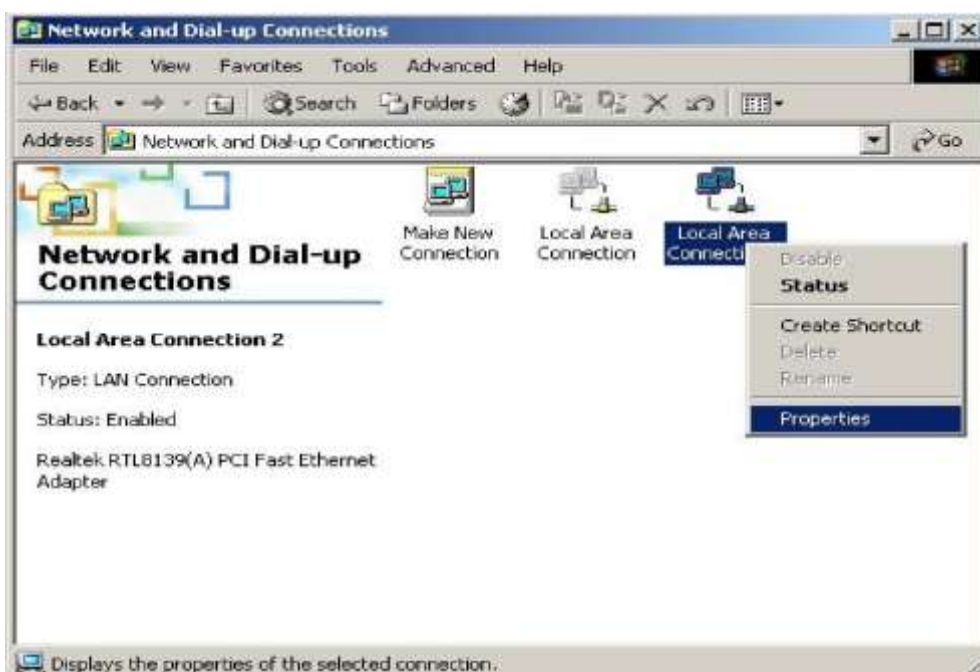 Network and Dial-up Connections
File Edit View Favorites Tools Advanced Help
Back Search Folders
Address Network and Dial-up Connections Go
Make New Connection
Local Area Connection
Local Area Connecti
Network and Dial-up
Connections
Local Area Connection 2
Type: LAN Connection
Status: Enabled
Realtek RTL8139(A) PCI Fast Ethernet
Adapter
Disable
Status
Create Shortcut
Delete
Rename
Properties
Displays the properties of the selected connection.